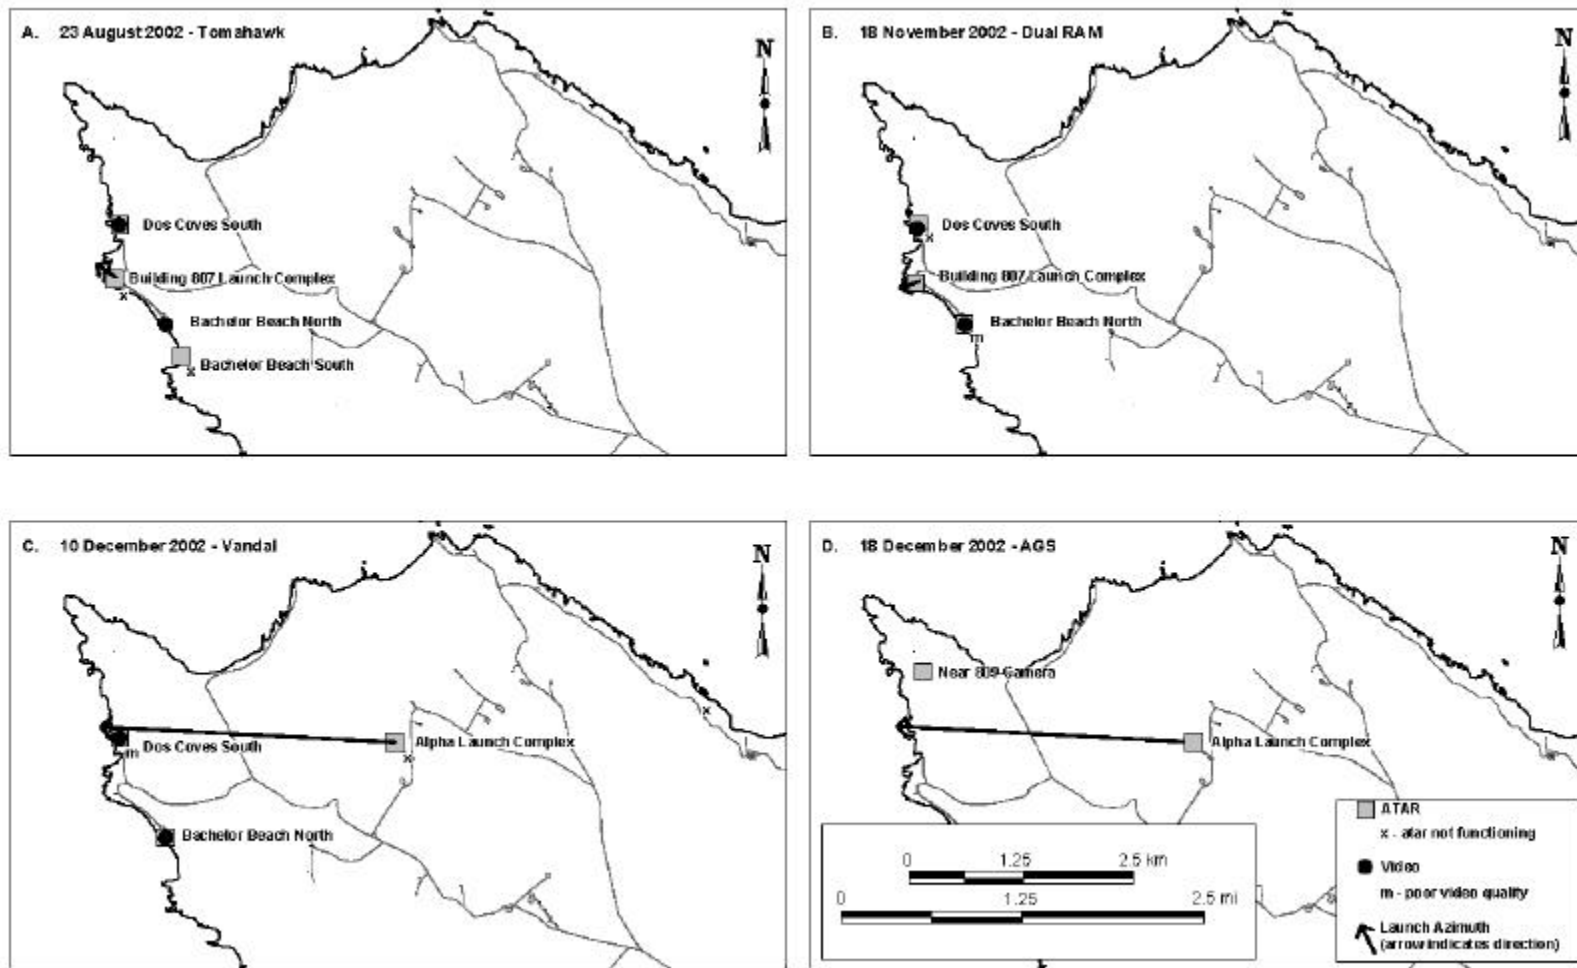 A. 23 August 2002 - Tomahawk
N
Dos Coves South
Building 807 Launch Complex
x
Bachelor Beach North
Bachelor Beach South
x
B. 18 November 2002 - Dual RAM
N
Dos Coves South
x
Building 807 Launch Complex
Bachelor Beach North
m
C. 10 December 2002 - Vandal
N
x
Dos Coves South
m
Alpha Launch Complex
x
Bachelor Beach North
D. 18 December 2002 - AGS
N
Near 809 Camera
Alpha Launch Complex
0 1.25 2.5 km
0 1.25 2.5 mi
ATAR
x - atar not functioning
Video
m - poor video quality
Launch Azimuth
(arrow indicates direction)